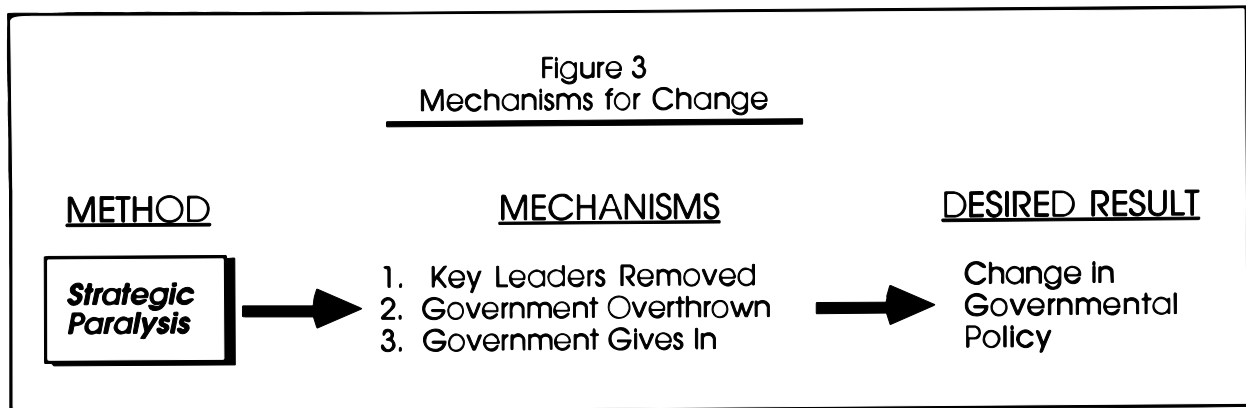 Figure 3
Mechanisms for Change
METHOD
MECHANISMS
DESIRED RESULT
Strategic
Paralysis
1. Key Leaders Removed
2. Government Overthrown
3. Government Gives In
Change in
Governmental
Policy